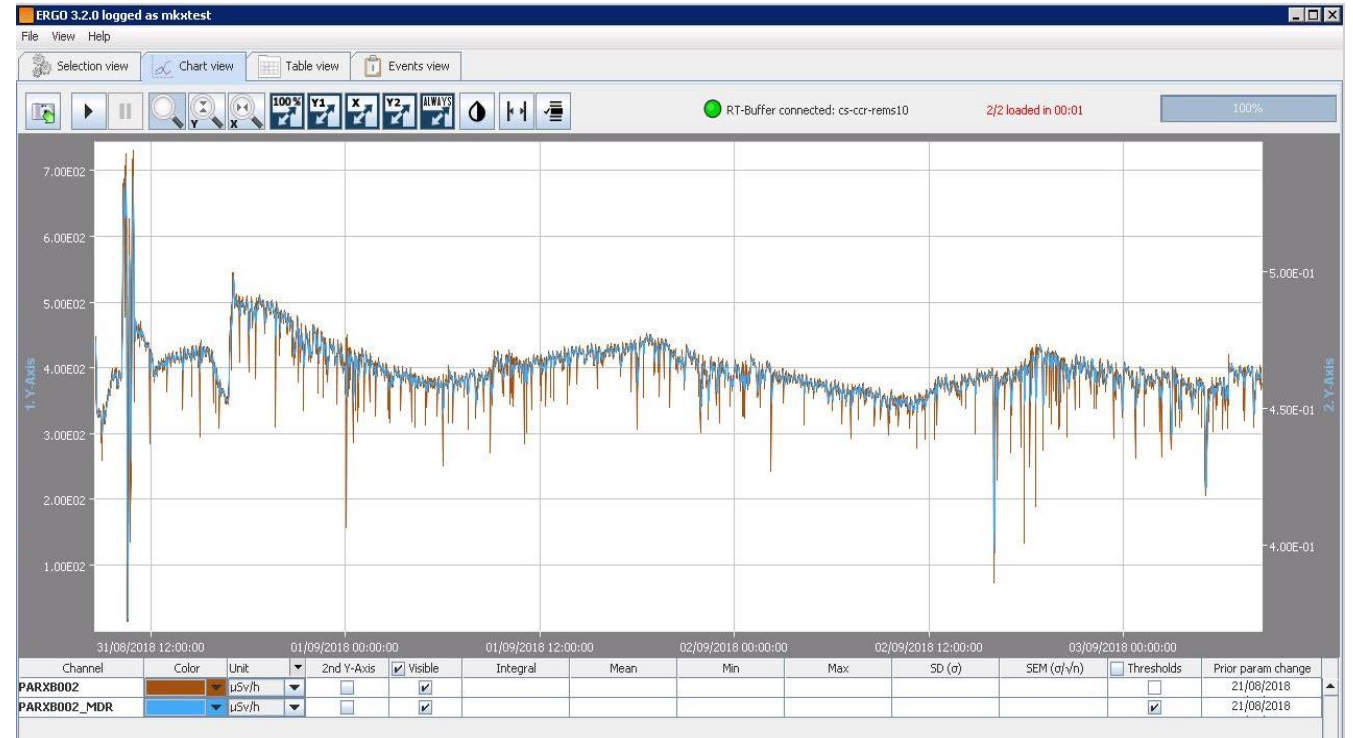 ERGO 3.2.0 logged as mkxtest
File View Help
Selection view Chart view Table view Events view
Y X 100% Y1 X Y2 ALWAYS RT-Buffer connected: cs-ccr-rems10 2/2 loaded in 00:01 100%
7.00E02
6.00E02
5.00E02
4.00E02
3.00E02
2.00E02
1.00E02
1. Y-Axis
5.00E-01
4.50E-01
4.00E-01
2. Y-Axis
31/08/2018 12:00:00 01/09/2018 00:00:00 01/09/2018 12:00:00 02/09/2018 00:00:00 02/09/2018 12:00:00 03/09/2018 00:00:00
Channel Color Unit 2nd Y-Axis Visible Integral Mean Min Max SD (σ) SEM (σ/√n) Thresholds Prior param change
PARXB002 µSv/h 21/08/2018
PARXB002_MDR µSv/h 21/08/2018